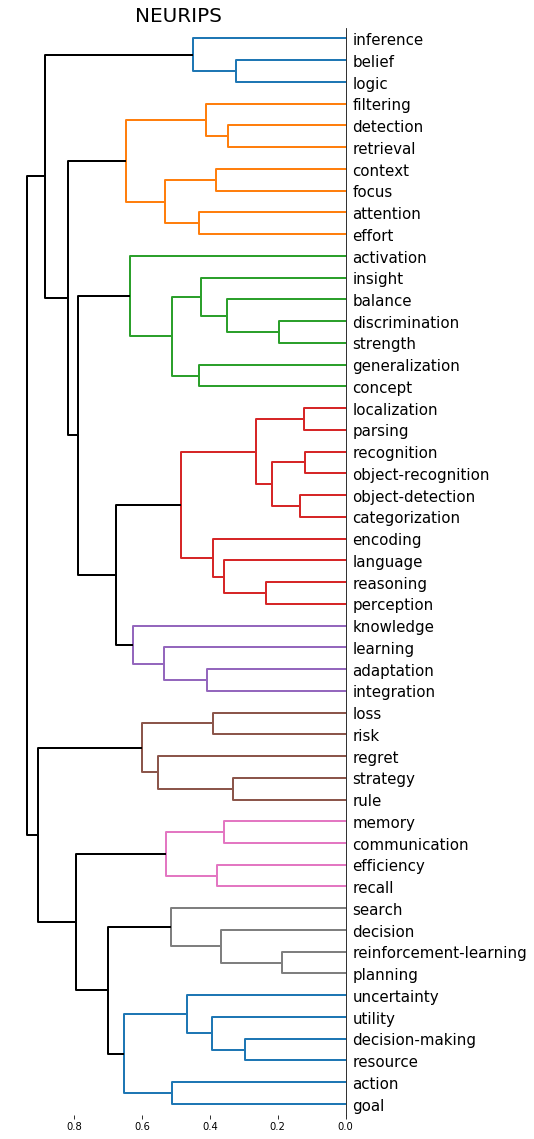 NEURIPS
inference
belief
logic
filtering
detection
retrieval
context
focus
attention
effort
activation
insight
balance
discrimination
strength
generalization
concept
localization
parsing
recognition
object-recognition
object-detection
categorization
encoding
language
reasoning
perception
knowledge
learning
adaptation
integration
loss
risk
regret
strategy
rule
memory
communication
efficiency
recall
search
decision
reinforcement-learning
planning
uncertainty
utility
decision-making
resource
action
goal
0.8 0.6 0.4 0.2 0.0